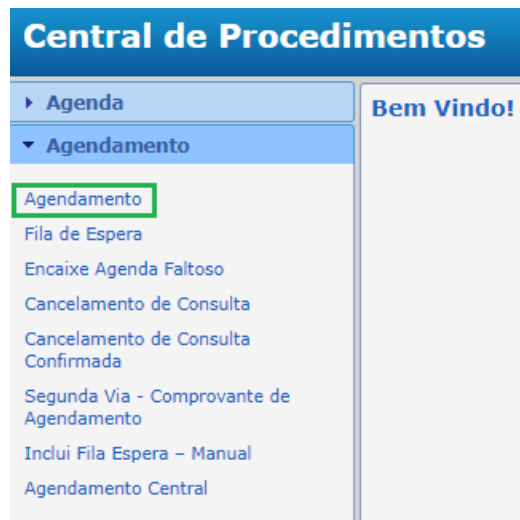 Central de Procedimentos
Agenda
Bem Vindo!
Agendamento
Agendamento
Fila de Espera
Encaixe Agenda Faltoso
Cancelamento de Consulta
Cancelamento de Consulta
Confirmada
Segunda Via - Comprovante de
Agendamento
Inclui Fila Espera – Manual
Agendamento Central